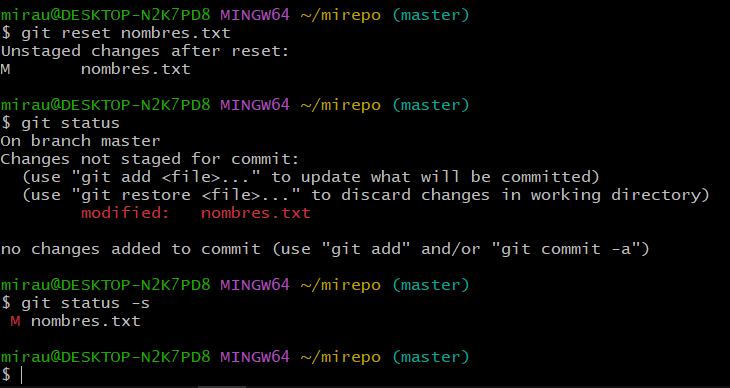 mirau@DESKTOP-N2K7PD8 MINGW64 ~/mirepo (master)
$ git reset nombres.txt
Unstaged changes after reset:
M       nombres.txt

mirau@DESKTOP-N2K7PD8 MINGW64 ~/mirepo (master)
$ git status
On branch master
Changes not staged for commit:
  (use "git add <file>..." to update what will be committed)
  (use "git restore <file>..." to discard changes in working directory)
        modified:   nombres.txt

no changes added to commit (use "git add" and/or "git commit -a")

mirau@DESKTOP-N2K7PD8 MINGW64 ~/mirepo (master)
$ git status -s
 M nombres.txt

mirau@DESKTOP-N2K7PD8 MINGW64 ~/mirepo (master)
$